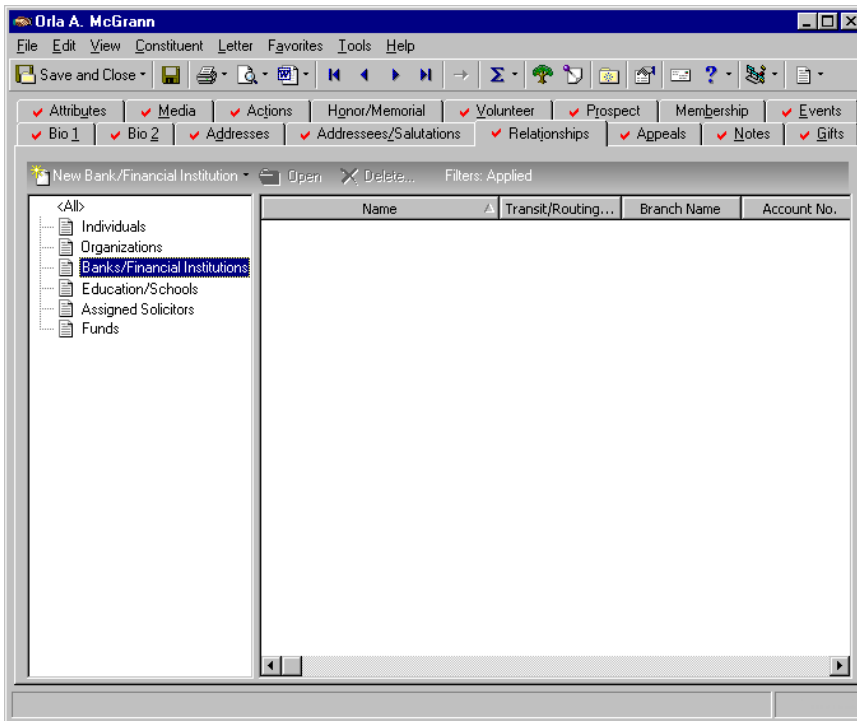 Orla A. McGrann
File Edit View Constituent Letter Favorites Tools Help
Save and Close
Attributes Media Actions Honor/Memorial Volunteer Prospect Membership Events
Bio 1 Bio 2 Addresses Addressees/Salutations Relationships Appeals Notes Gifts
New Bank/Financial Institution Open Delete... Filters: Applied
<All> Name Transit/Routing... Branch Name Account No.
Individuals
Organizations
Banks/Financial Institutions
Education/Schools
Assigned Solicitors
Funds